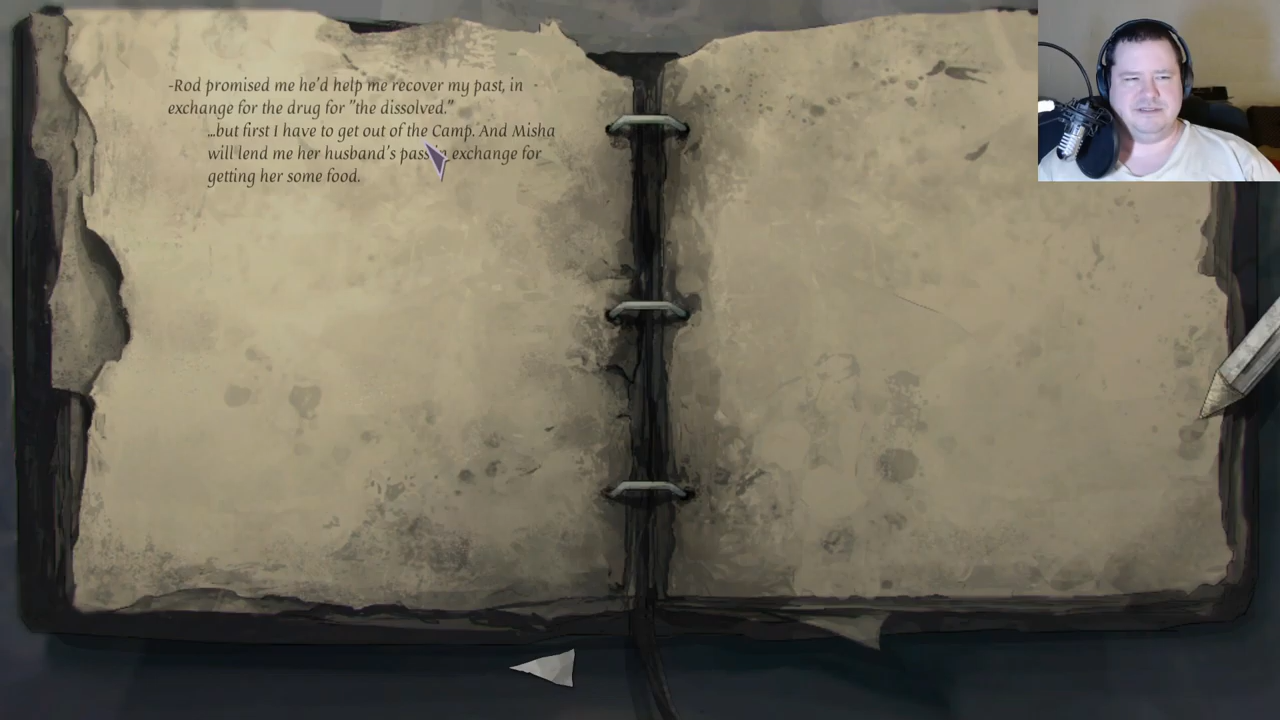 -Rod promised me he'd help me recover my past, in
exchange for the drug for "the dissolved."
...but first I have to get out of the Camp. And Misha
will lend me her husband's pass in exchange for
getting her some food.